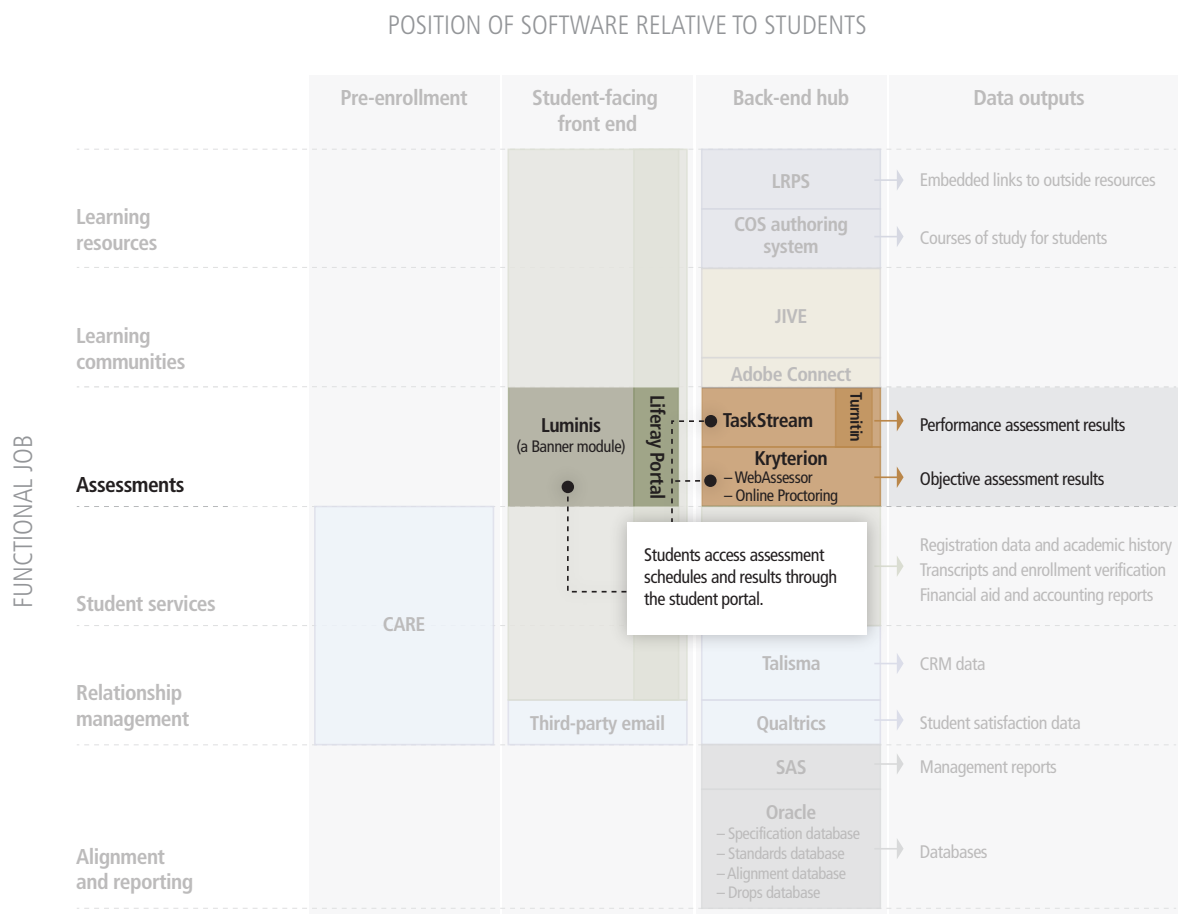 POSITION OF SOFTWARE RELATIVE TO STUDENTS
Pre-enrollment
Student-facing
front end
Back-end hub
Data outputs
FUNCTIONAL JOB
Learning
resources
LRPS
Embedded links to outside resources
COS authoring
system
Courses of study for students
Learning
communities
JIVE
Adobe Connect
Assessments
Luminis
(a Banner module)
Liferay Portal
TaskStream
Turnitin
Performance assessment results
Kryterion
– WebAssessor
– Online Proctoring
Objective assessment results
Students access assessment
schedules and results through
the student portal.
Student services
CARE
Registration data and academic history
Transcripts and enrollment verification
Financial aid and accounting reports
Relationship
management
Talisma
CRM data
Third-party email
Qualtrics
Student satisfaction data
Alignment
and reporting
SAS
Management reports
Oracle
– Specification database
– Standards database
– Alignment database
– Drops database
Databases